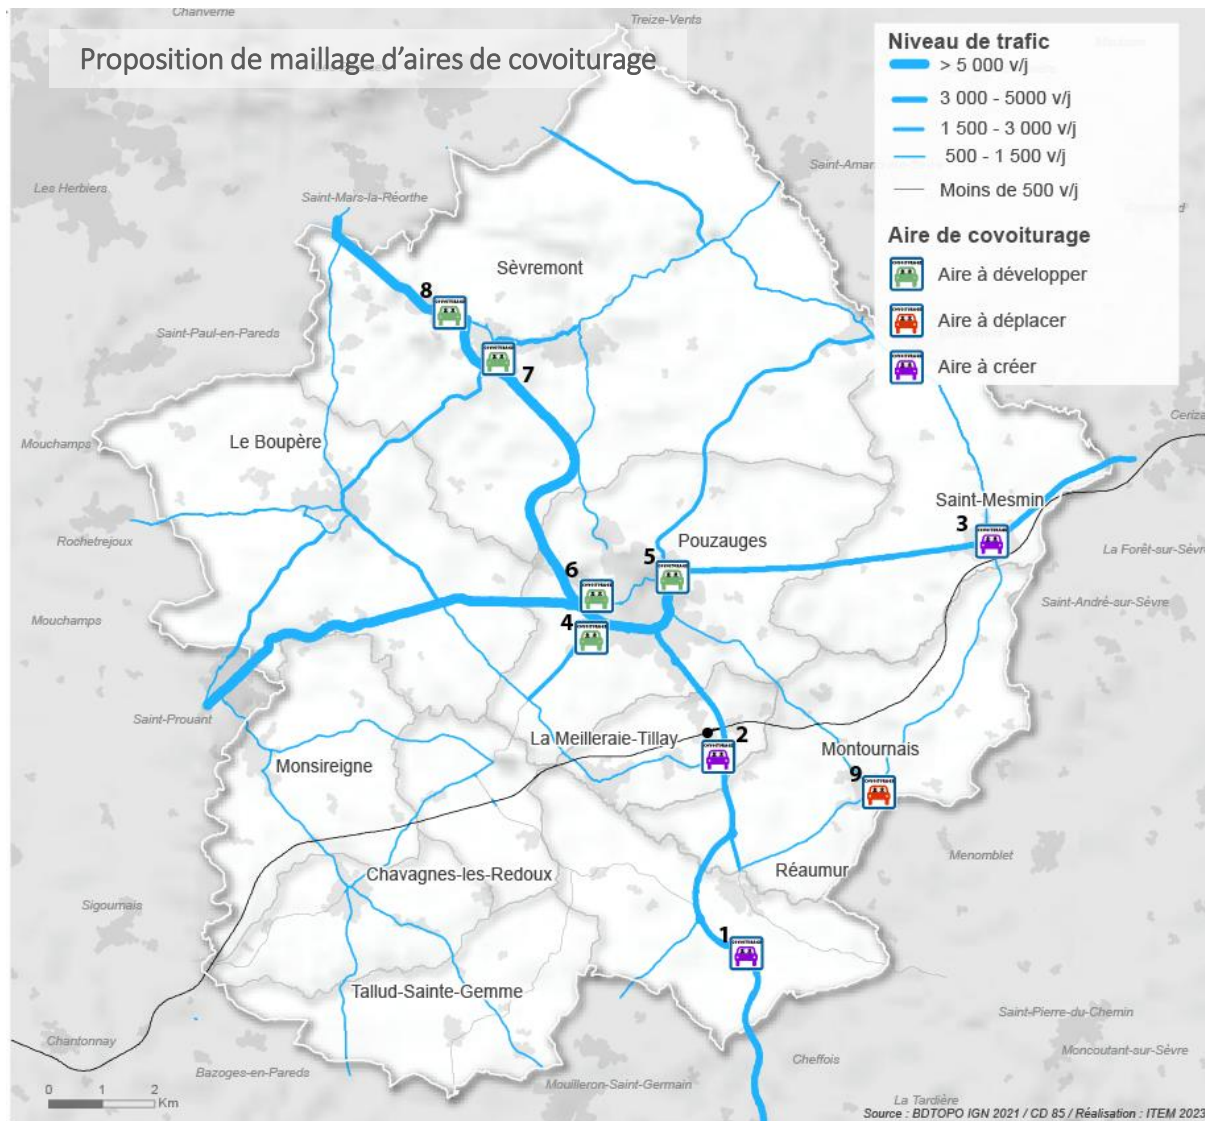 Chanverrie
Treize-Vents
Proposition de maillage d'aires de covoiturage
Niveau de trafic
> 5 000 v/j
3 000 - 5000 v/j
1 500 - 3 000 v/j
500 - 1 500 v/j
Moins de 500 v/j
Aire de covoiturage
Aire à développer
Aire à déplacer
Aire à créer
Les Herbiers
Saint-Mars-la-Réorthe
Saint-Aman
Sèvremont
8
7
Saint-Paul-en-Pareds
Mouchamps
Le Boupère
Ceriza
Saint-Mesmin
3
Rochetrejoux
Pouzauges
5
6
4
La Forêt-sur-Sèvr
Saint-André-sur-Sèvre
Mouchamps
Saint-Prouant
La Meilleraie-Tillay
2
Montournais
9
Monsireigne
Menomblet
Réaumur
Chavagnes-les-Redoux
Sigournais
1
Tallud-Sainte-Gemme
Saint-Pierre-du-Chemin
Chantonnay
Moncoutant-sur-Sèvre
Cheffois
Bazoges-en-Pareds
Mouilleron-Saint-Germain
La Tardière
0 1 2
Km
Source : BDTOPO IGN 2021 / CD 85 / Réalisation : ITEM 2023